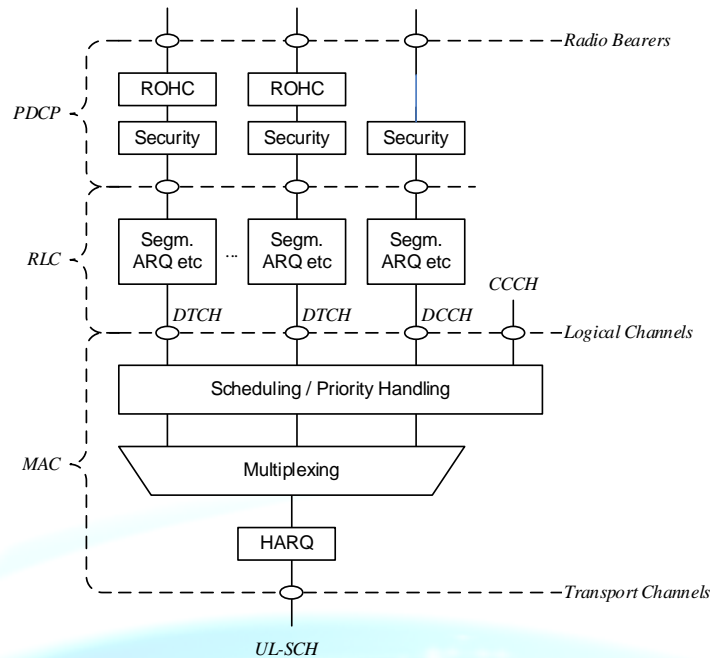 Radio Bearers
ROHC
ROHC
PDCP
Security
Security
Security
Segm.
ARQ etc
...
Segm.
ARQ etc
Segm.
ARQ etc
RLC
CCCH
DTCH
DTCH
DCCH
Logical Channels
Scheduling / Priority Handling
MAC
Multiplexing
HARQ
Transport Channels
UL-SCH